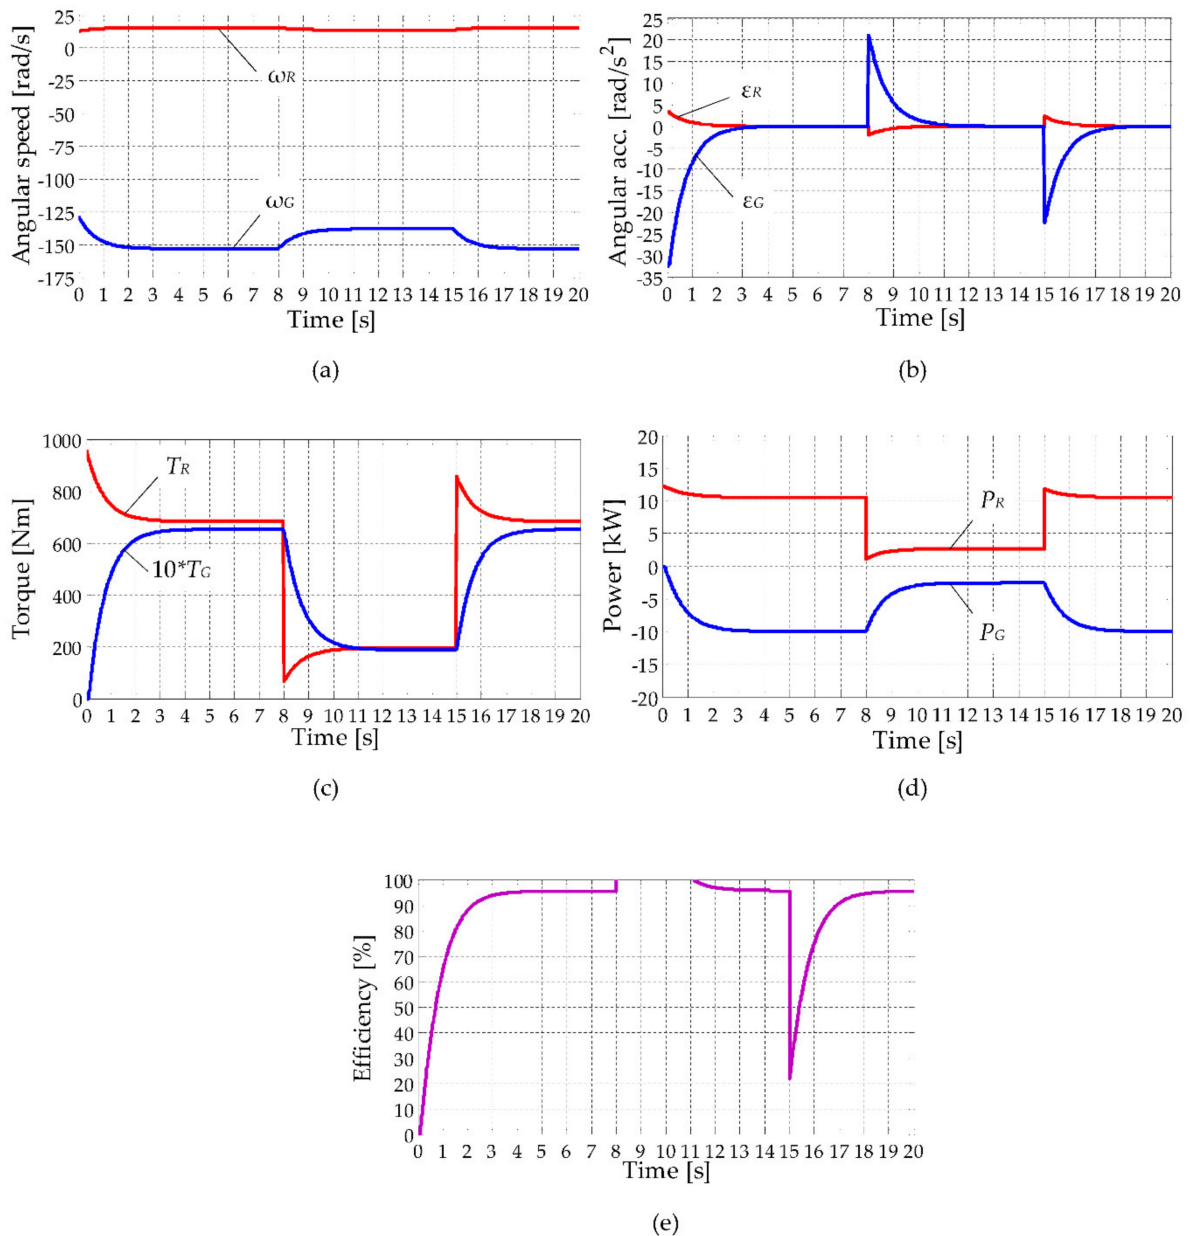 Angular speed [rad/s]
25
0
-25
-50
-75
-100
-125
-150
-175
ωR
ωG
0 1 2 3 4 5 6 7 8 9 10 11 12 13 14 15 16 17 18 19 20
Time [s]
(a)
Angular acc. [rad/s²]
25
20
15
10
5
0
-5
-10
-15
-20
-25
-30
-35
εR
εG
0 1 2 3 4 5 6 7 8 9 10 11 12 13 14 15 16 17 18 19 20
Time [s]
(b)
Torque [Nm]
1000
800
600
400
200
0
TR
10*TG
0 1 2 3 4 5 6 7 8 9 10 11 12 13 14 15 16 17 18 19 20
Time [s]
(c)
Power [kW]
20
15
10
5
0
-5
-10
-15
-20
PR
PG
0 1 2 3 4 5 6 7 8 9 10 11 12 13 14 15 16 17 18 19 20
Time [s]
(d)
Efficiency [%]
100
90
80
70
60
50
40
30
20
10
0
0 1 2 3 4 5 6 7 8 9 10 11 12 13 14 15 16 17 18 19 20
Time [s]
(e)